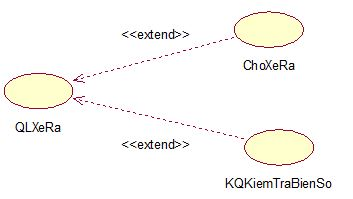 <<extend>>
ChoXeRa
QLXeRa
<<extend>>
KQKiemTraBienSo